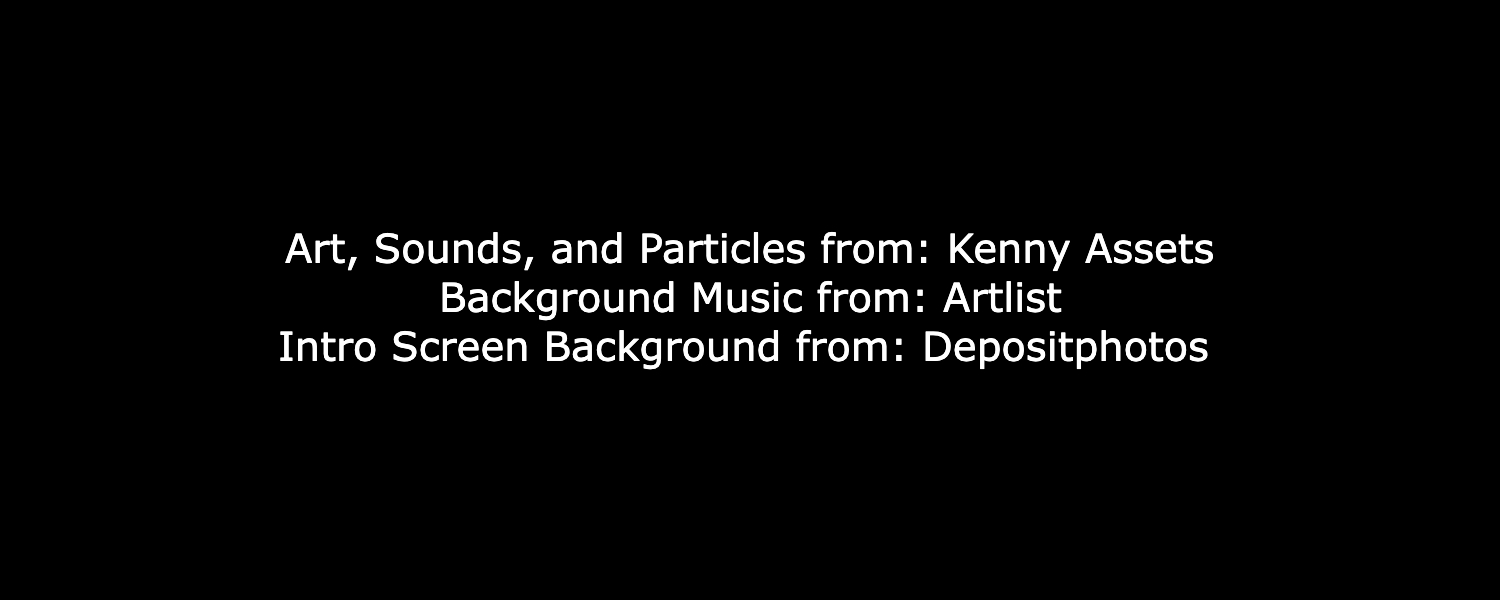 Art, Sounds, and Particles from: Kenny Assets
Background Music from: Artlist
Intro Screen Background from: Depositphotos